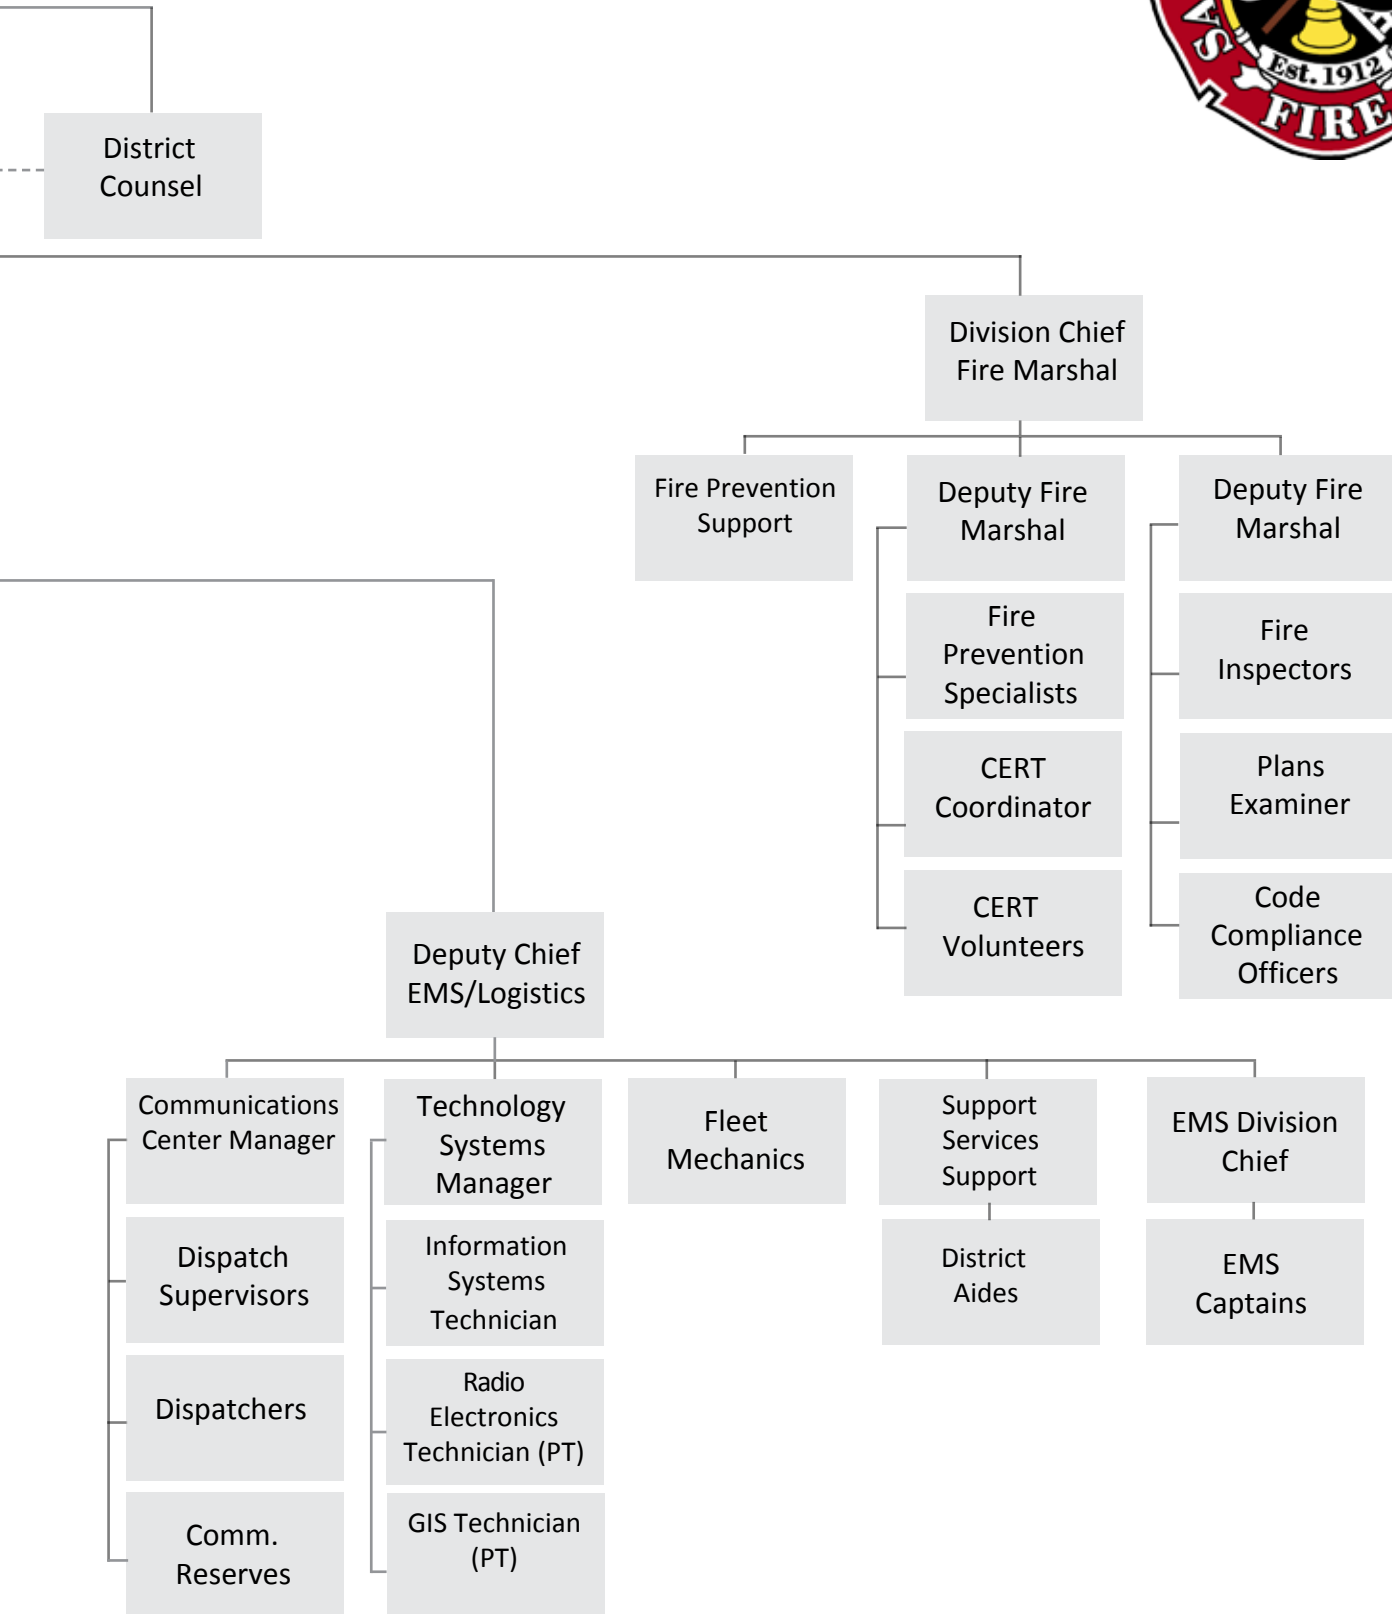 SA
Est. 1912
FIRE
District
Counsel
Division Chief
Fire Marshal
Fire Prevention
Support
Deputy Fire
Marshal
Deputy Fire
Marshal
Fire
Prevention
Specialists
Fire
Inspectors
CERT
Coordinator
Plans
Examiner
CERT
Volunteers
Code
Compliance
Officers
Deputy Chief
EMS/Logistics
Communications
Center Manager
Technology
Systems
Manager
Fleet
Mechanics
Support
Services
Support
EMS Division
Chief
Dispatch
Supervisors
Information
Systems
Technician
District
Aides
EMS
Captains
Dispatchers
Radio
Electronics
Technician (PT)
Comm.
Reserves
GIS Technician
(PT)